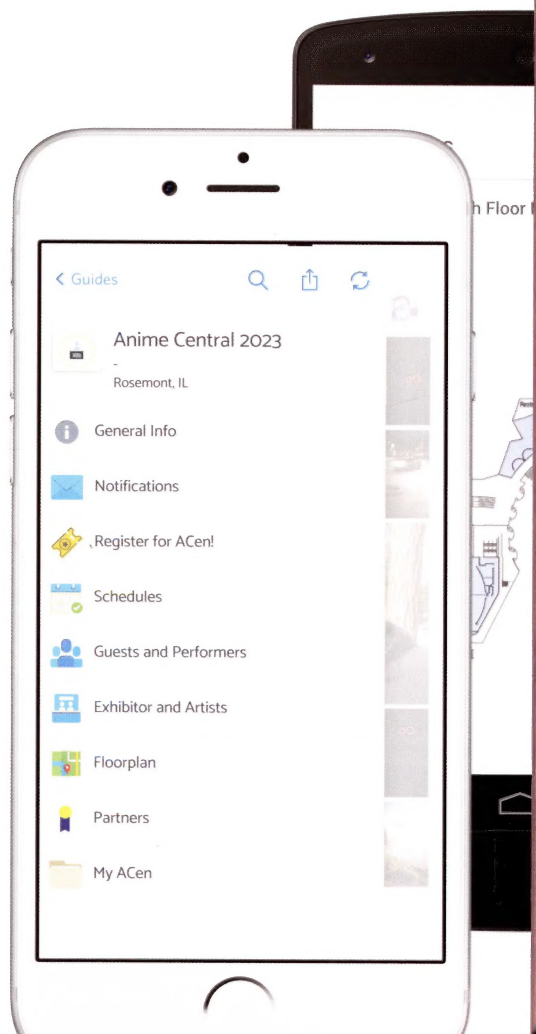 h Floor
Guides
Anime Central 2023
-
Rosemont, IL
General Info
Notifications
Register for ACen!
Schedules
Guests and Performers
Exhibitor and Artists
Floorplan
Partners
My ACen